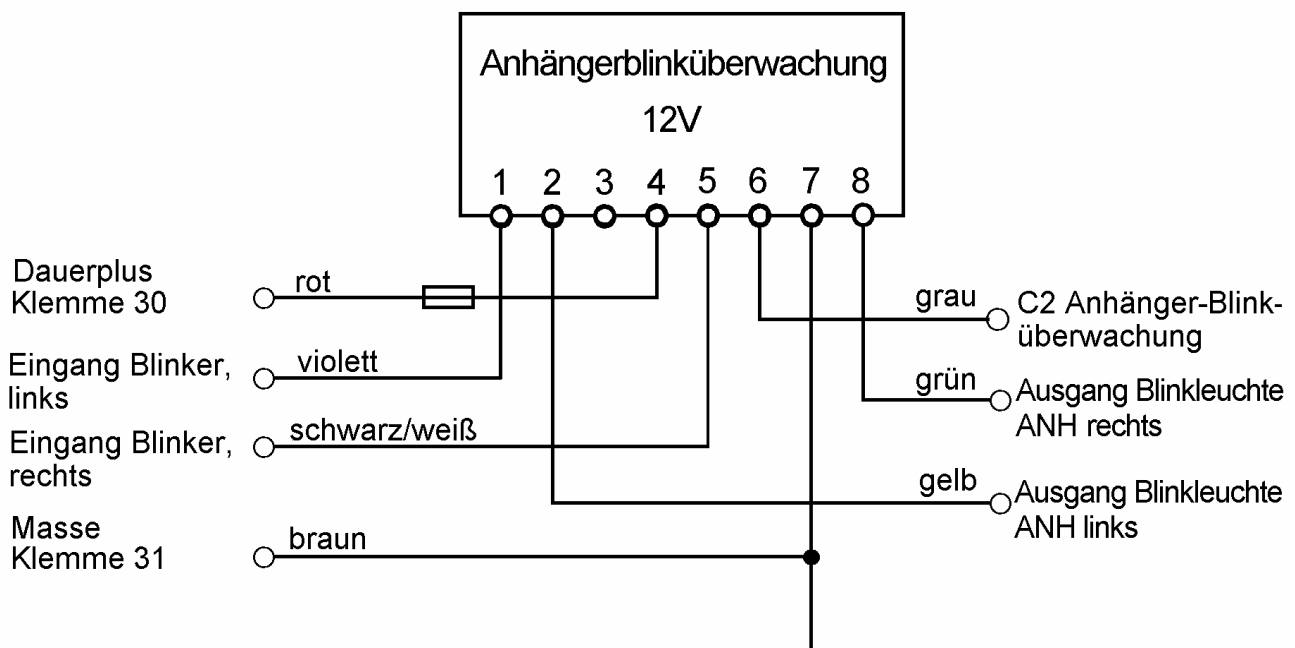 Anhängerblinküberwachung
12V
1 2 3 4 5 6 7 8
Dauerplus
Klemme 30
rot
Eingang Blinker,
links
violett
Eingang Blinker,
rechts
schwarz/weiß
Masse
Klemme 31
braun
grau
C2 Anhänger-Blink-
überwachung
grün
Ausgang Blinkleuchte
ANH rechts
gelb
Ausgang Blinkleuchte
ANH links